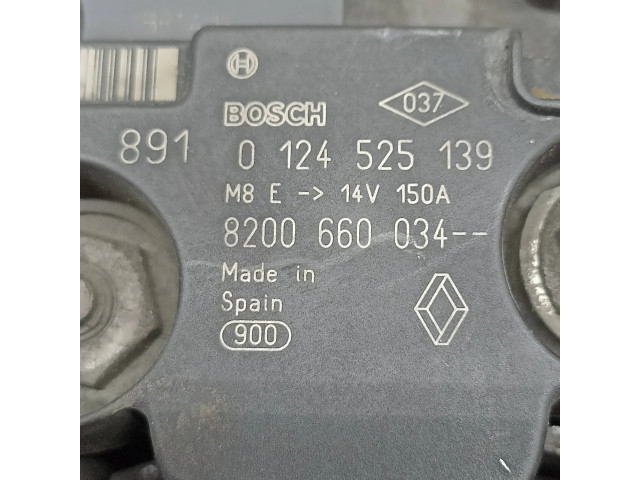 BOSCH
037
891
0 124 525 139
M8 E -> 14V 150A
8200 660 034--
Made in
Spain
900